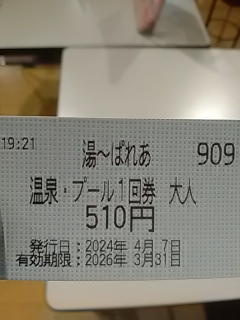 19:21 湯〜ぱれあ 909
温泉・プール1回券 大人
510円
発行日:2024年 4月 7日
有効期限:2026年 3月31日